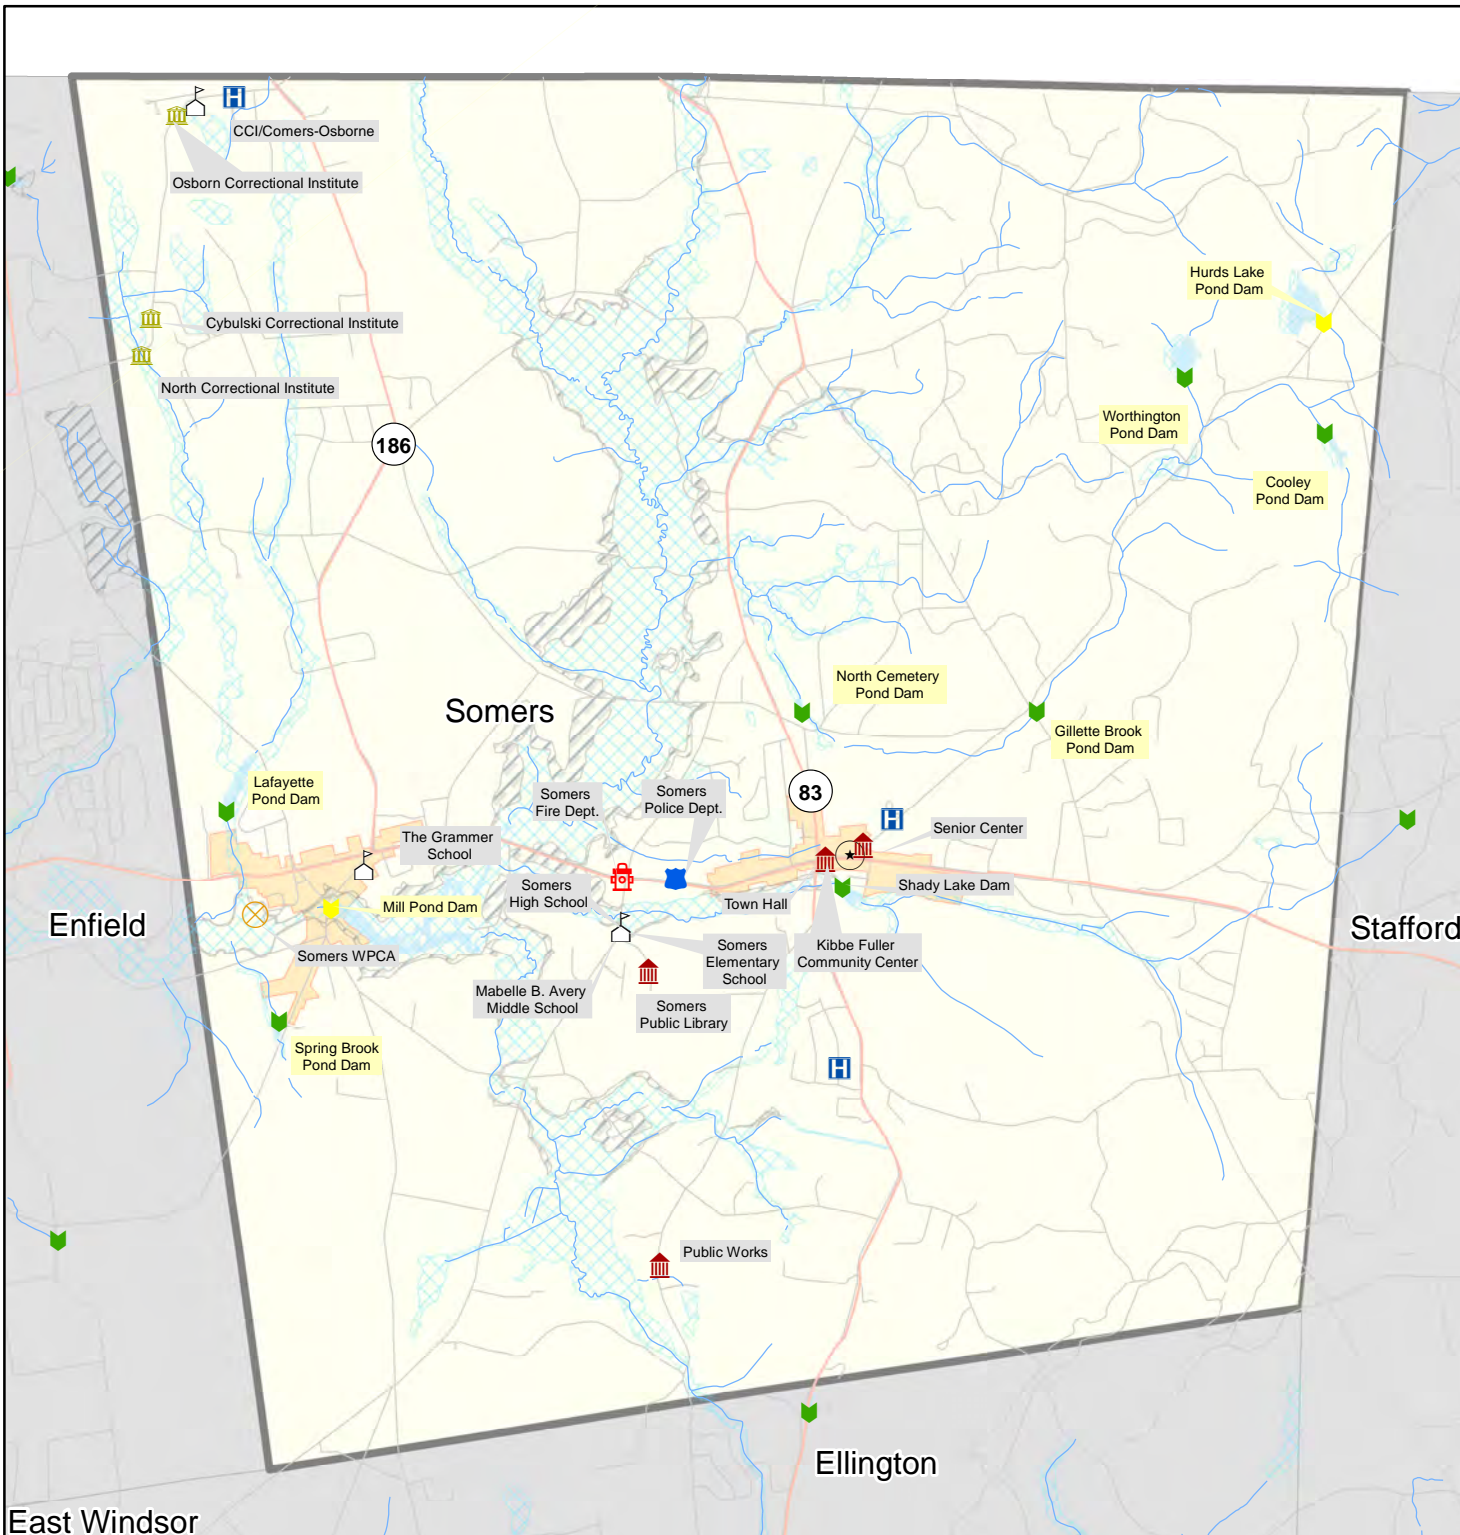 H
CCI/Comers-Osborne
Osborn Correctional Institute
Hurds Lake
Pond Dam
Cybulski Correctional Institute
North Correctional Institute
Worthington
Pond Dam
186
Cooley
Pond Dam
North Cemetery
Pond Dam
Somers
Gillette Brook
Pond Dam
Lafayette
Pond Dam
Somers
Fire Dept.
Somers
Police Dept.
83
H
Senior Center
The Grammer
School
Somers
High School
Shady Lake Dam
Town Hall
Mill Pond Dam
Enfield
Stafford
Somers WPCA
Somers
Elementary
School
Kibbe Fuller
Community Center
Mabelle B. Avery
Middle School
Somers
Public Library
Spring Brook
Pond Dam
H
Public Works
Ellington
East Windsor